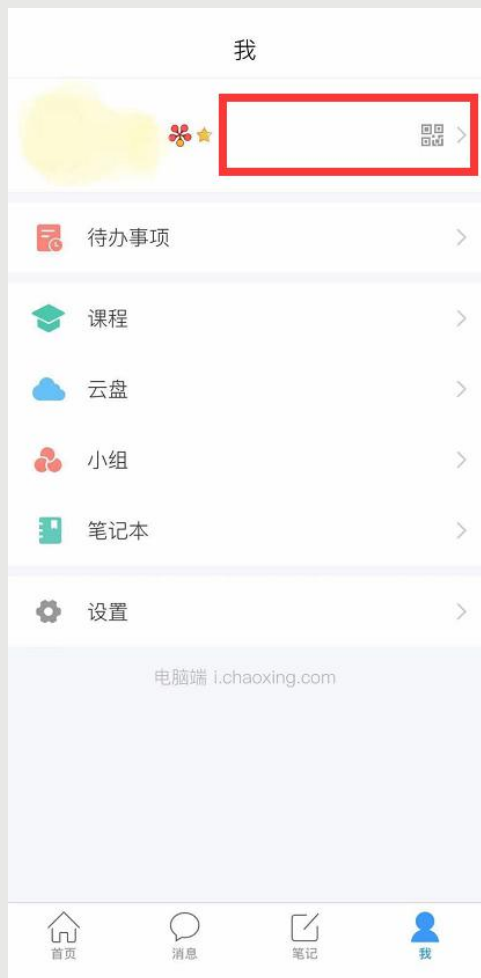 我
待办事项
课程
云盘
小组
笔记本
设置
电脑端 i.chaoxing.com
首页
消息
笔记
我